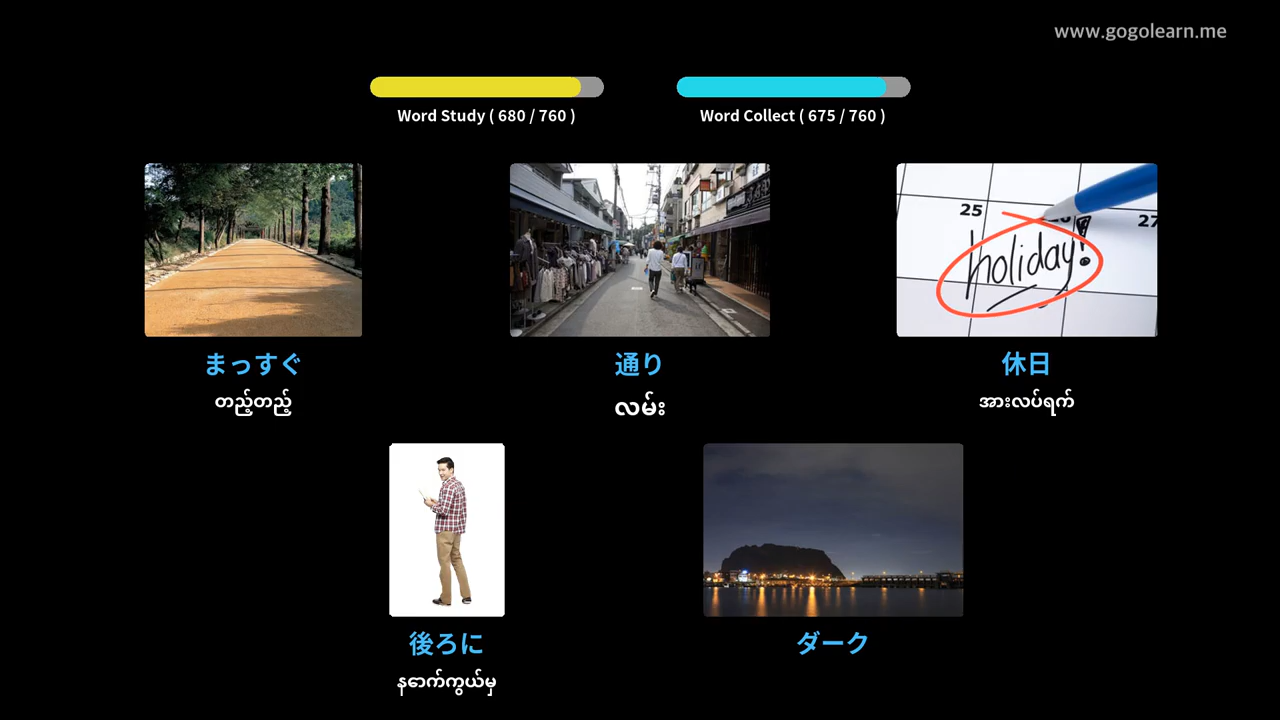 www.gogolearn.me
Word Study ( 680 / 760 )
Word Collect ( 675 / 760 )
25
27
holiday!
まっすぐ
通り
休日
တည့်တည့်
လမ်း
အားလပ်ရက်
後ろに
ダーク
နောက်ကွယ်မှ